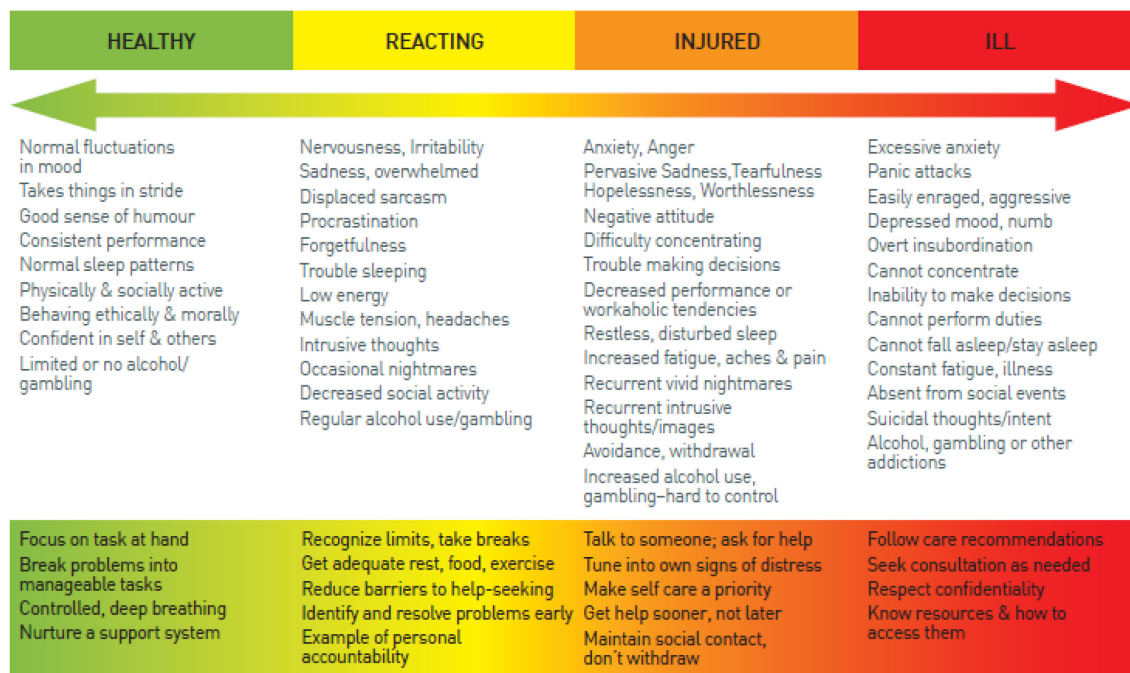 HEALTHY
REACTING
INJURED
ILL
Normal fluctuations
in mood
Takes things in stride
Good sense of humour
Consistent performance
Normal sleep patterns
Physically & socially active
Behaving ethically & morally
Confident in self & others
Limited or no alcohol/
gambling
Nervousness, Irritability
Sadness, overwhelmed
Displaced sarcasm
Procrastination
Forgetfulness
Trouble sleeping
Low energy
Muscle tension, headaches
Intrusive thoughts
Occasional nightmares
Decreased social activity
Regular alcohol use/gambling
Anxiety, Anger
Pervasive Sadness,Tearfulness
Hopelessness, Worthlessness
Negative attitude
Difficulty concentrating
Trouble making decisions
Decreased performance or
workaholic tendencies
Restless, disturbed sleep
Increased fatigue, aches & pain
Recurrent vivid nightmares
Recurrent intrusive
thoughts/images
Avoidance, withdrawal
Increased alcohol use,
gambling–hard to control
Excessive anxiety
Panic attacks
Easily enraged, aggressive
Depressed mood, numb
Overt insubordination
Cannot concentrate
Inability to make decisions
Cannot perform duties
Cannot fall asleep/stay asleep
Constant fatigue, illness
Absent from social events
Suicidal thoughts/intent
Alcohol, gambling or other
addictions
Focus on task at hand
Break problems into
manageable tasks
Controlled, deep breathing
Nurture a support system
Recognize limits, take breaks
Get adequate rest, food, exercise
Reduce barriers to help-seeking
Identify and resolve problems early
Example of personal
accountability
Talk to someone; ask for help
Tune into own signs of distress
Make self care a priority
Get help sooner, not later
Maintain social contact,
don't withdraw
Follow care recommendations
Seek consultation as needed
Respect confidentiality
Know resources & how to
access them